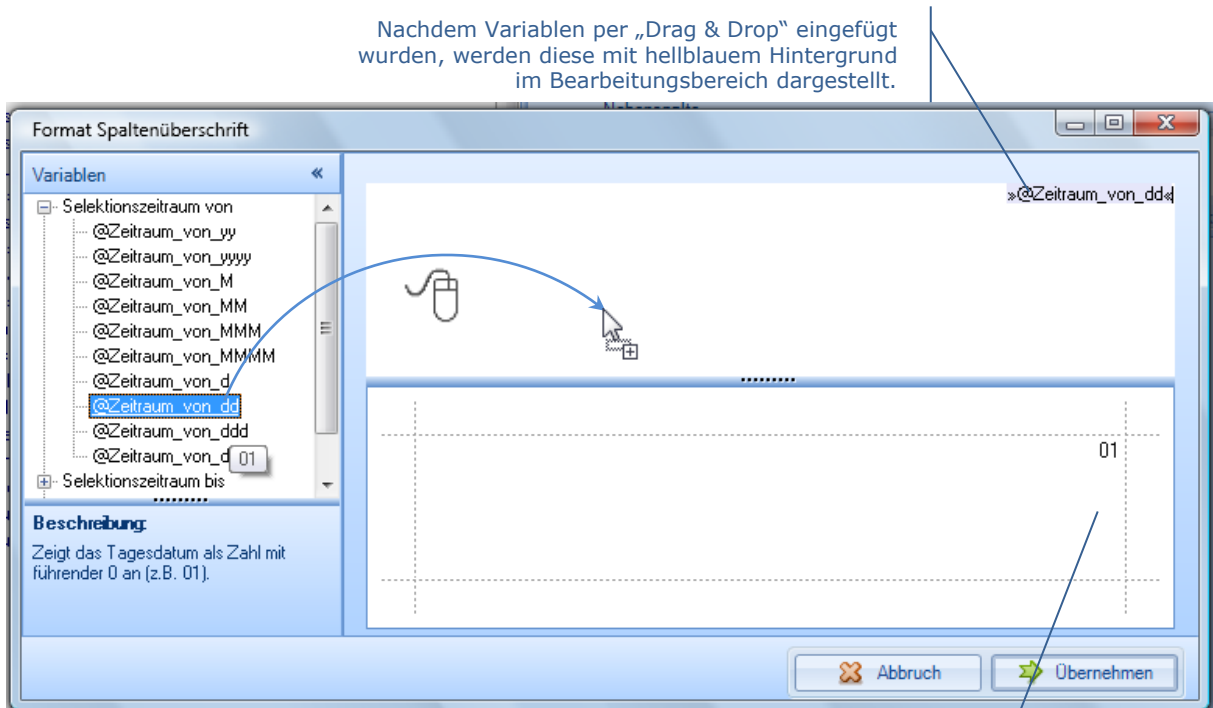 Nachdem Variablen per „Drag & Drop“ eingefügt
wurden, werden diese mit hellblauem Hintergrund
im Bearbeitungsbereich dargestellt.
Format Spaltenüberschrift
Variablen
Selektionszeitraum von
@Zeitraum_von_yy
@Zeitraum_von_yyyy
@Zeitraum_von_M
@Zeitraum_von_MM
@Zeitraum_von_MMM
@Zeitraum_von_MMMM
@Zeitraum_von_d
@Zeitraum_von_dd
@Zeitraum_von_ddd
@Zeitraum_von_d
01
Selektionszeitraum bis
Beschreibung:
Zeigt das Tagesdatum als Zahl mit
führender 0 an (z.B. 01).
»@Zeitraum_von_dd«
01
Abbruch
Übernehmen